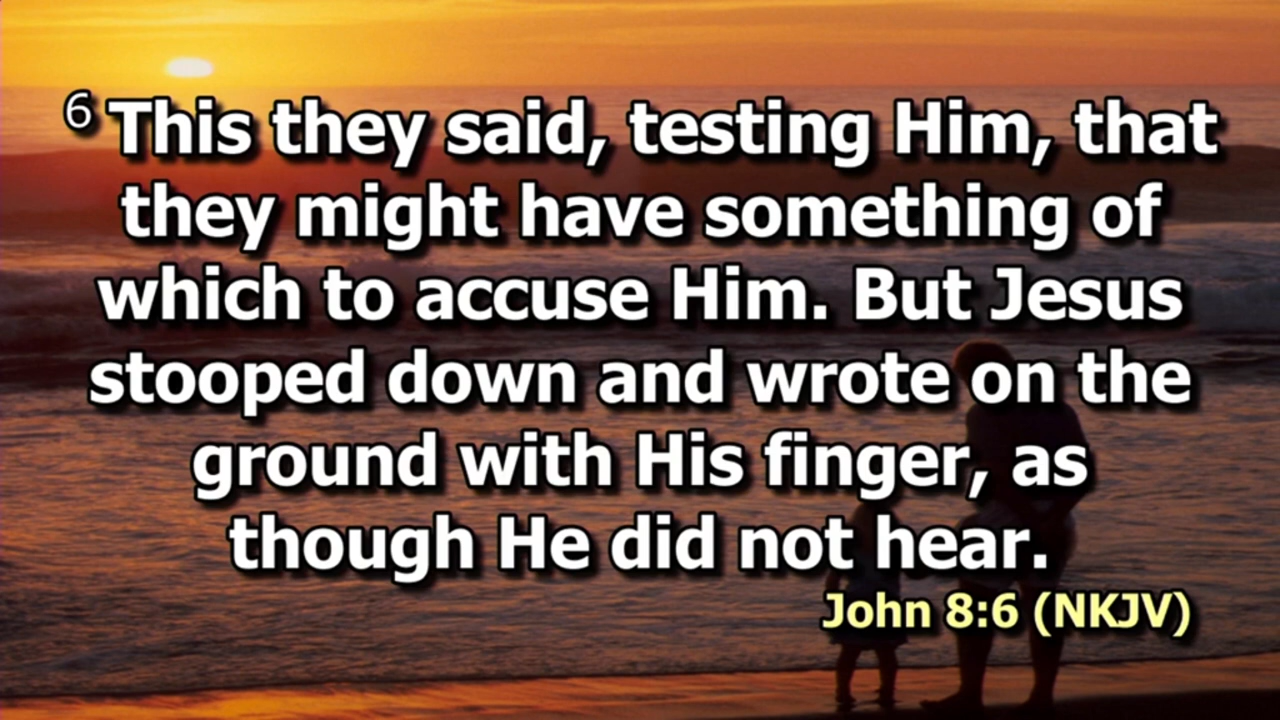 6 This they said, testing Him, that
they might have something of
which to accuse Him. But Jesus
stooped down and wrote on the
ground with His finger, as
though He did not hear.
John 8:6 (NKJV)